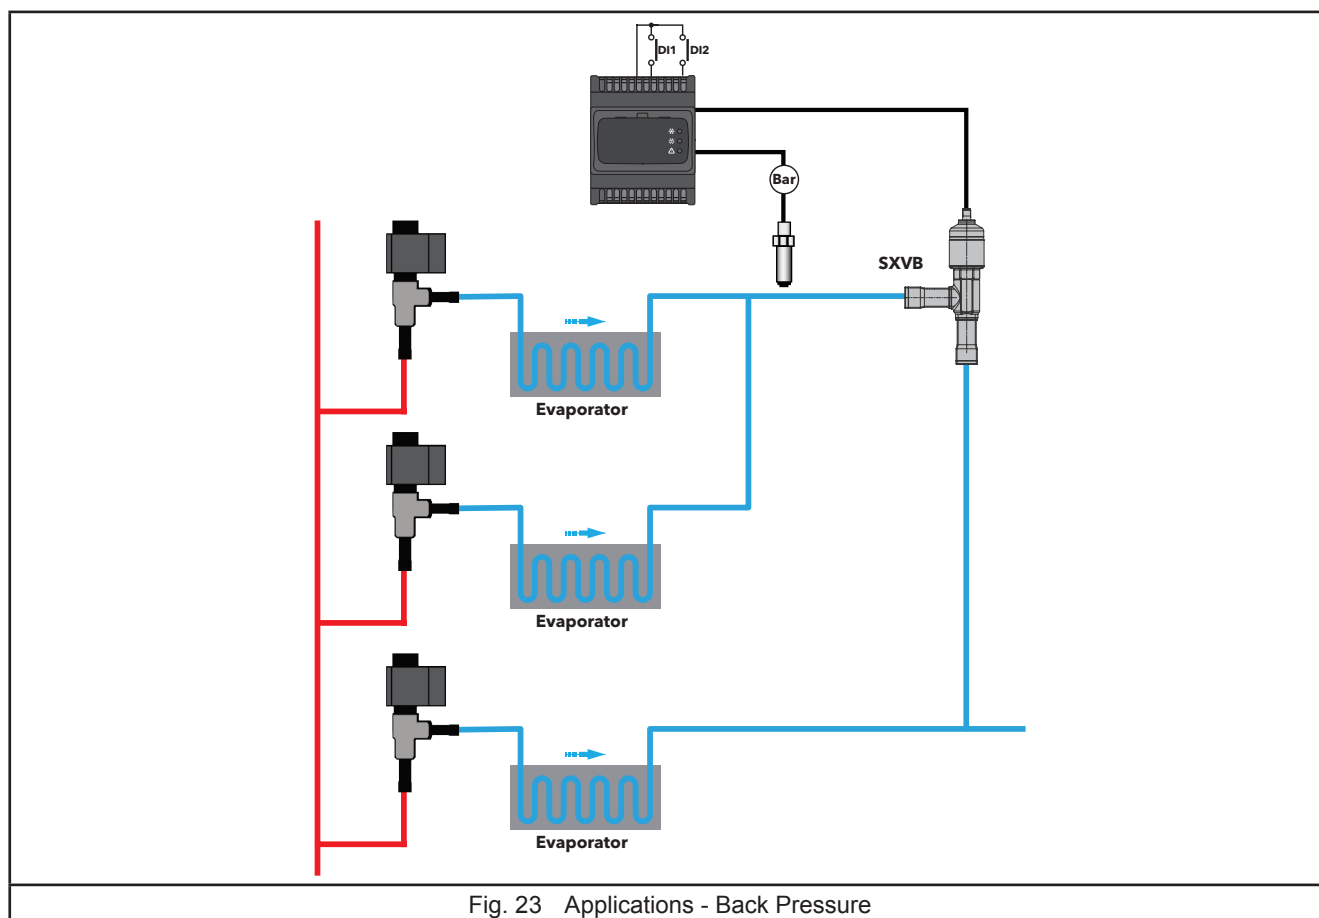 DI1 DI2
Bar
SXVB
Evaporator
Evaporator
Evaporator
Fig. 23 Applications - Back Pressure